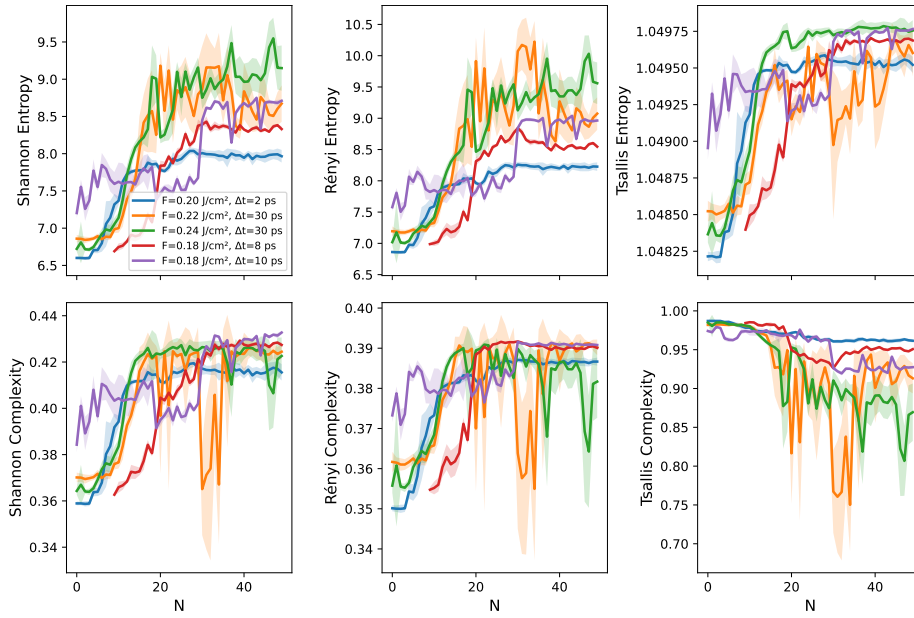 Shannon Entropy
9.5
9.0
8.5
8.0
7.5
7.0
6.5
F=0.20 J/cm², Δt=2 ps
F=0.22 J/cm², Δt=30 ps
F=0.24 J/cm², Δt=30 ps
F=0.18 J/cm², Δt=8 ps
F=0.18 J/cm², Δt=10 ps
Rényi Entropy
10.5
10.0
9.5
9.0
8.5
8.0
7.5
7.0
6.5
Tsallis Entropy
1.04975
1.04950
1.04925
1.04900
1.04875
1.04850
1.04825
Shannon Complexity
0.44
0.42
0.40
0.38
0.36
0.34
0 20 40
N
Rényi Complexity
0.40
0.39
0.38
0.37
0.36
0.35
0.34
0 20 40
N
Tsallis Complexity
1.00
0.95
0.90
0.85
0.80
0.75
0.70
0 20 40
N